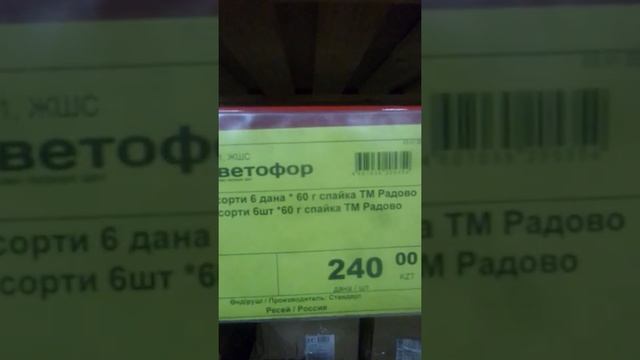 1, ЖШС
ветофор
сорти 6 дана * 60 г спайка ТМ Радово
сорти 6шт *60 г спайка ТМ Радово
240 00
KZT
дана / шт
Өндіруші / Производитель: Стандарт
Ресей / Россия